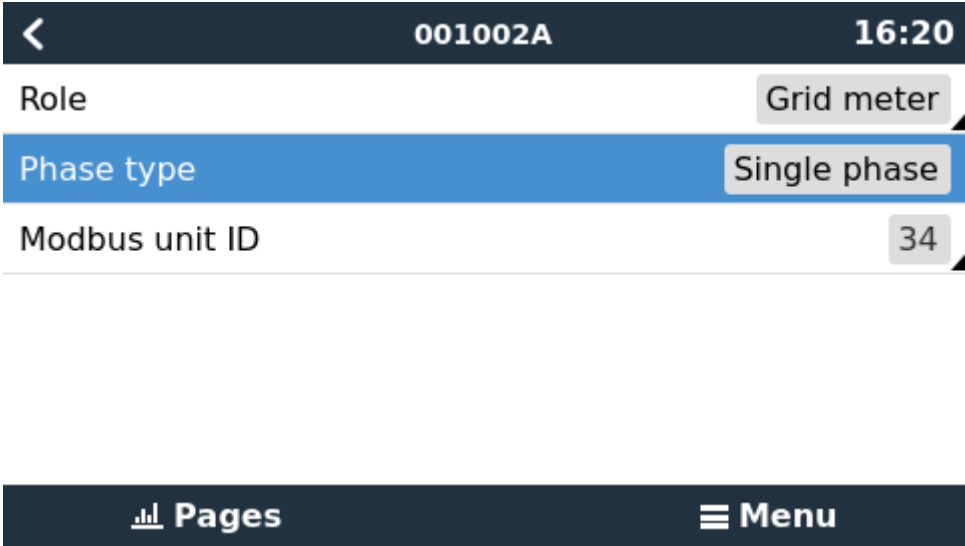 001002A 16:20
Role Grid meter
Phase type Single phase
Modbus unit ID 34
Pages Menu